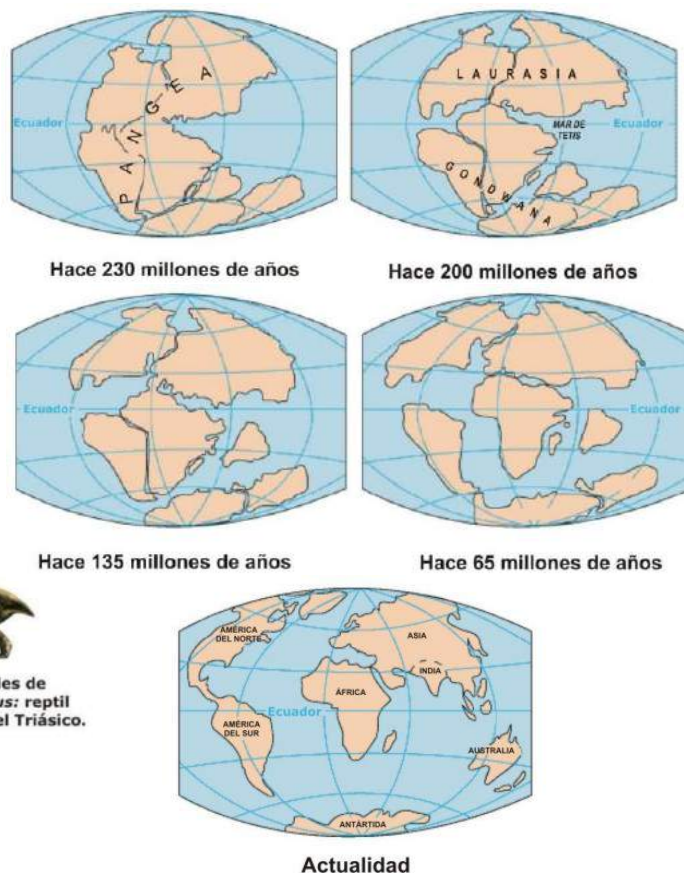 PANGEA
Ecuador
LAURASIA
MAR DE
TETIS
Ecuador
GONDWANA
Hace 230 millones de años
Hace 200 millones de años
Ecuador
Ecuador
Hace 135 millones de años
Hace 65 millones de años
us: reptil
el Triásico.
AMÉRICA
DEL NORTE
ASIA
INDIA
ÁFRICA
Ecuador
AMÉRICA
DEL SUR
AUSTRALIA
ANTÁRTIDA
Actualidad